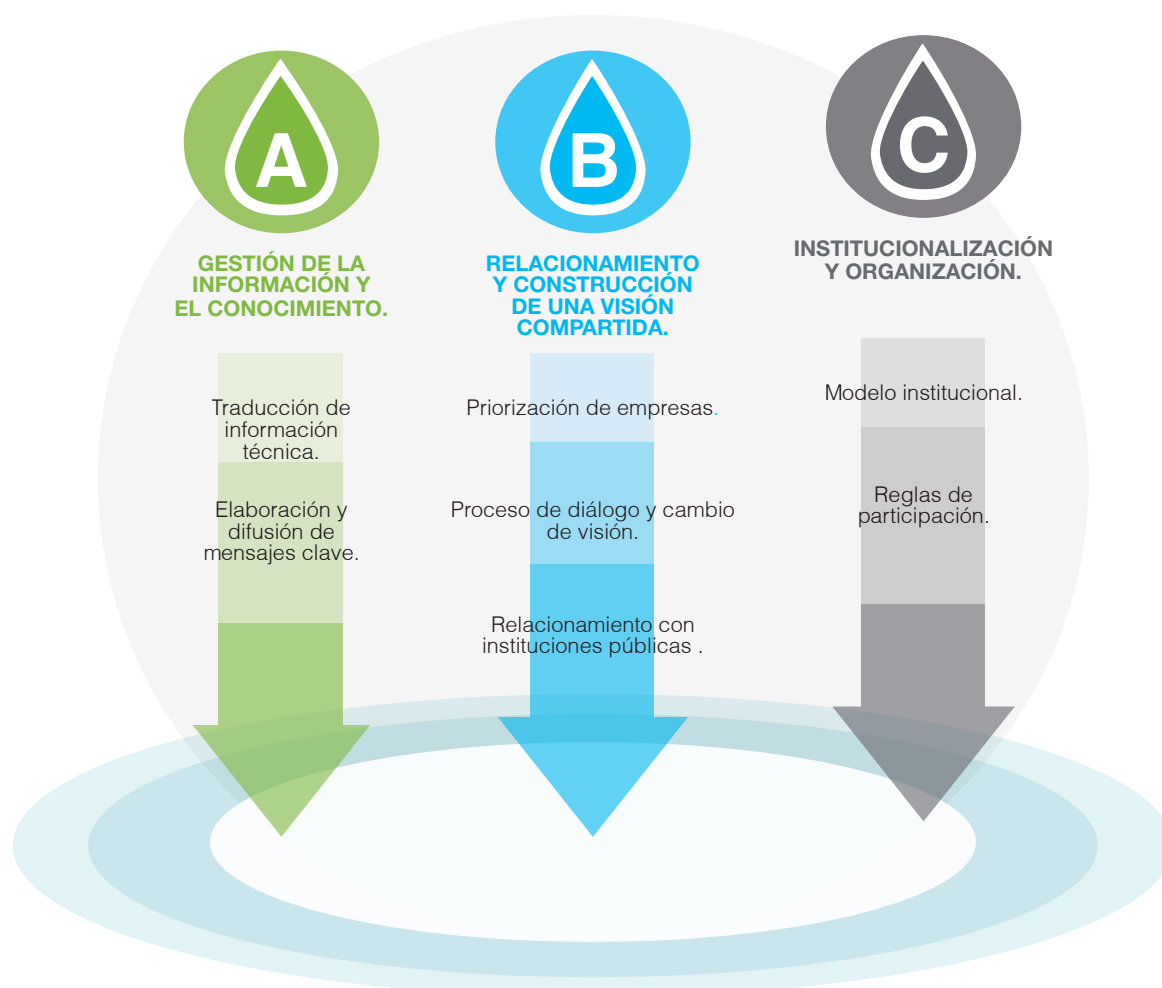 A
GESTIÓN DE LA
INFORMACIÓN Y
EL CONOCIMIENTO.
Traducción de
información
técnica.
Elaboración y
difusión de
mensajes clave.
B
RELACIONAMIENTO
Y CONSTRUCCIÓN
DE UNA VISIÓN
COMPARTIDA.
Priorización de empresas.
Proceso de diálogo y cambio
de visión.
Relacionamiento con
instituciones públicas .
C
INSTITUCIONALIZACIÓN
Y ORGANIZACIÓN.
Modelo institucional.
Reglas de
participación.